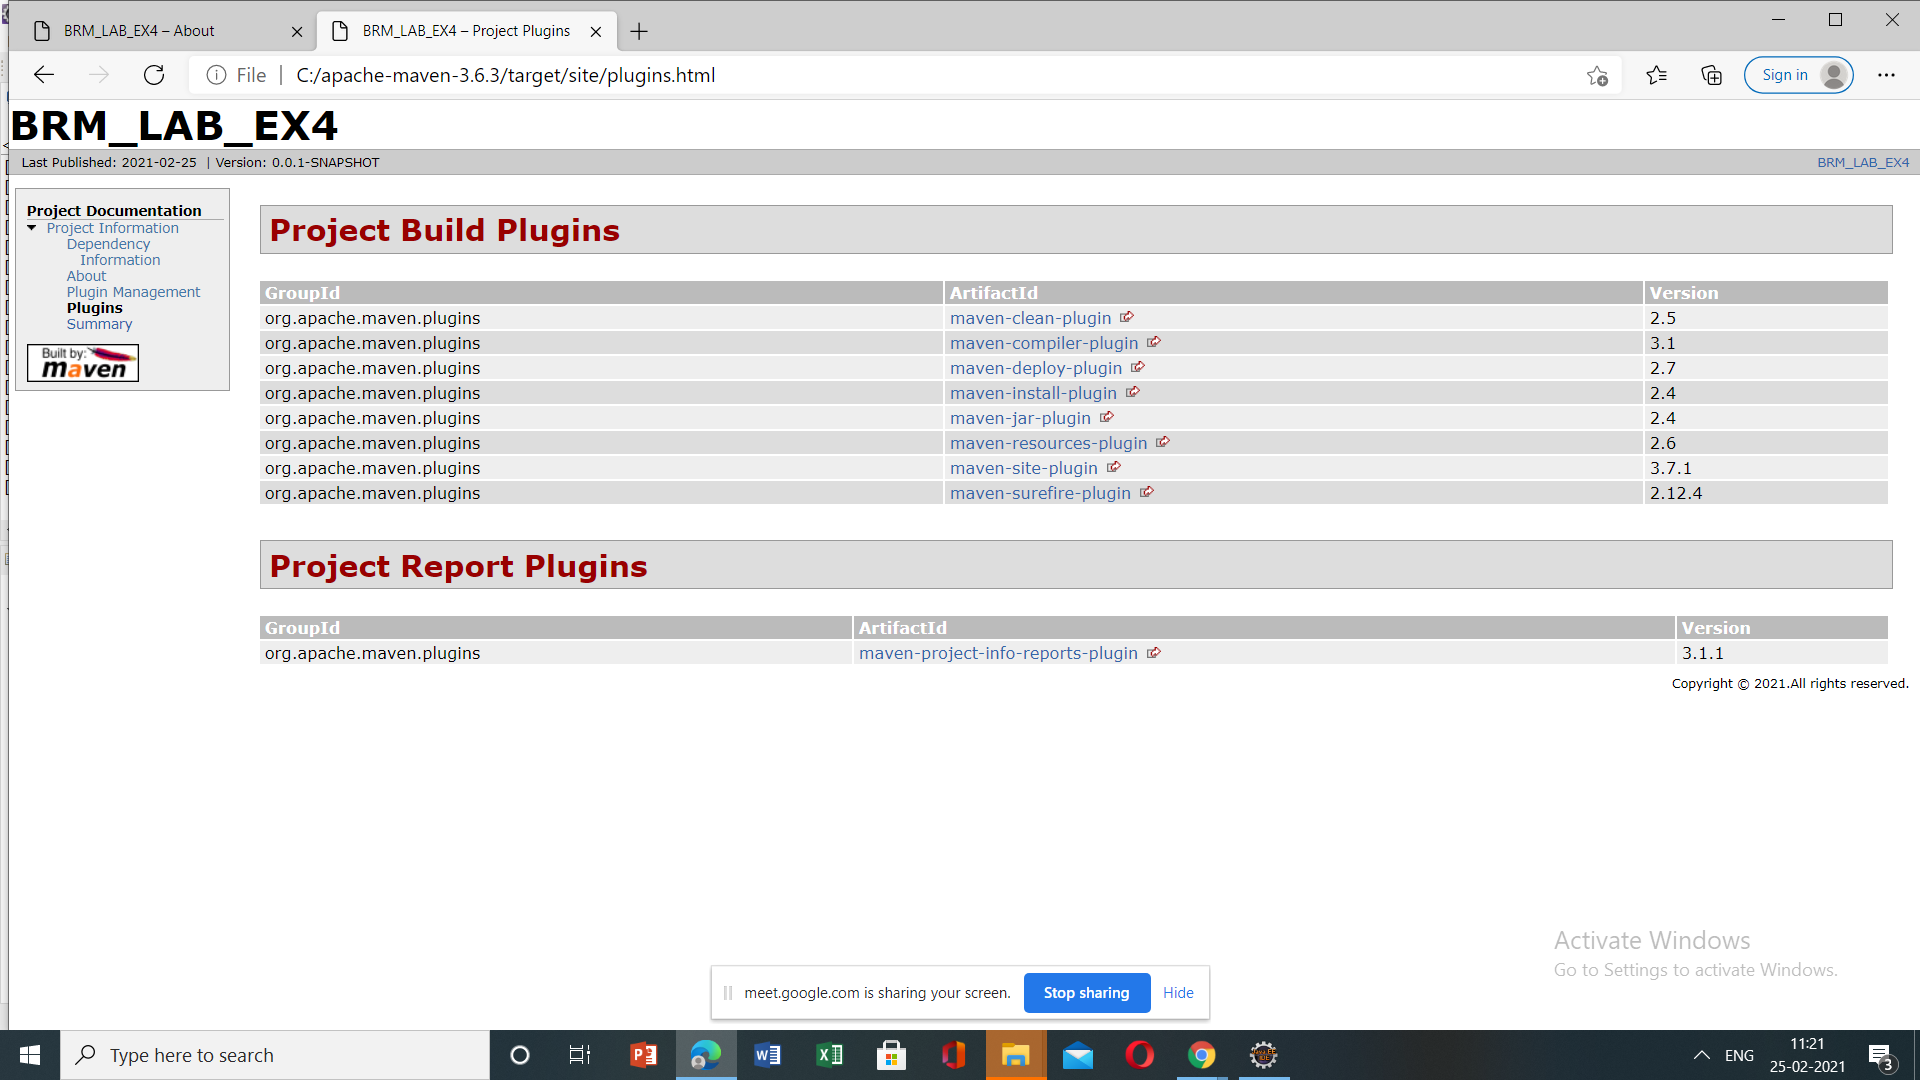 BRM_LAB_EX4 – About
BRM_LAB_EX4 – Project Plugins
File | C:/apache-maven-3.6.3/target/site/plugins.html
Sign in
BRM_LAB_EX4
Last Published: 2021-02-25 | Version: 0.0.1-SNAPSHOT
BRM_LAB_EX4
Project Documentation
Project Information
Dependency
Information
About
Plugin Management
Plugins
Summary
Built by:
maven
Project Build Plugins
GroupId ArtifactId Version
org.apache.maven.plugins maven-clean-plugin 2.5
org.apache.maven.plugins maven-compiler-plugin 3.1
org.apache.maven.plugins maven-deploy-plugin 2.7
org.apache.maven.plugins maven-install-plugin 2.4
org.apache.maven.plugins maven-jar-plugin 2.4
org.apache.maven.plugins maven-resources-plugin 2.6
org.apache.maven.plugins maven-site-plugin 3.7.1
org.apache.maven.plugins maven-surefire-plugin 2.12.4
Project Report Plugins
GroupId ArtifactId Version
org.apache.maven.plugins maven-project-info-reports-plugin 3.1.1
Copyright © 2021.All rights reserved.
Activate Windows
Go to Settings to activate Windows.
meet.google.com is sharing your screen. Stop sharing Hide
Type here to search
ENG
11:21
25-02-2021
3